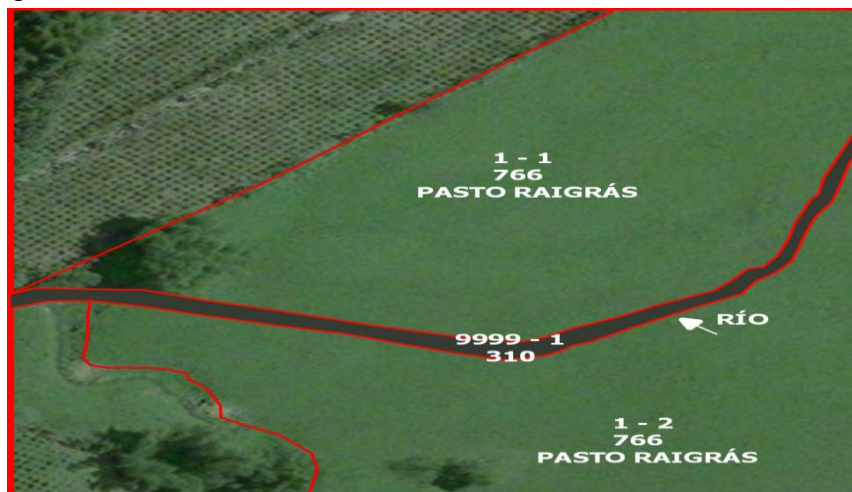 1 - 1
766
PASTO RAIGRÁS
RÍO
9999 - 1
310
1 - 2
766
PASTO RAIGRÁS